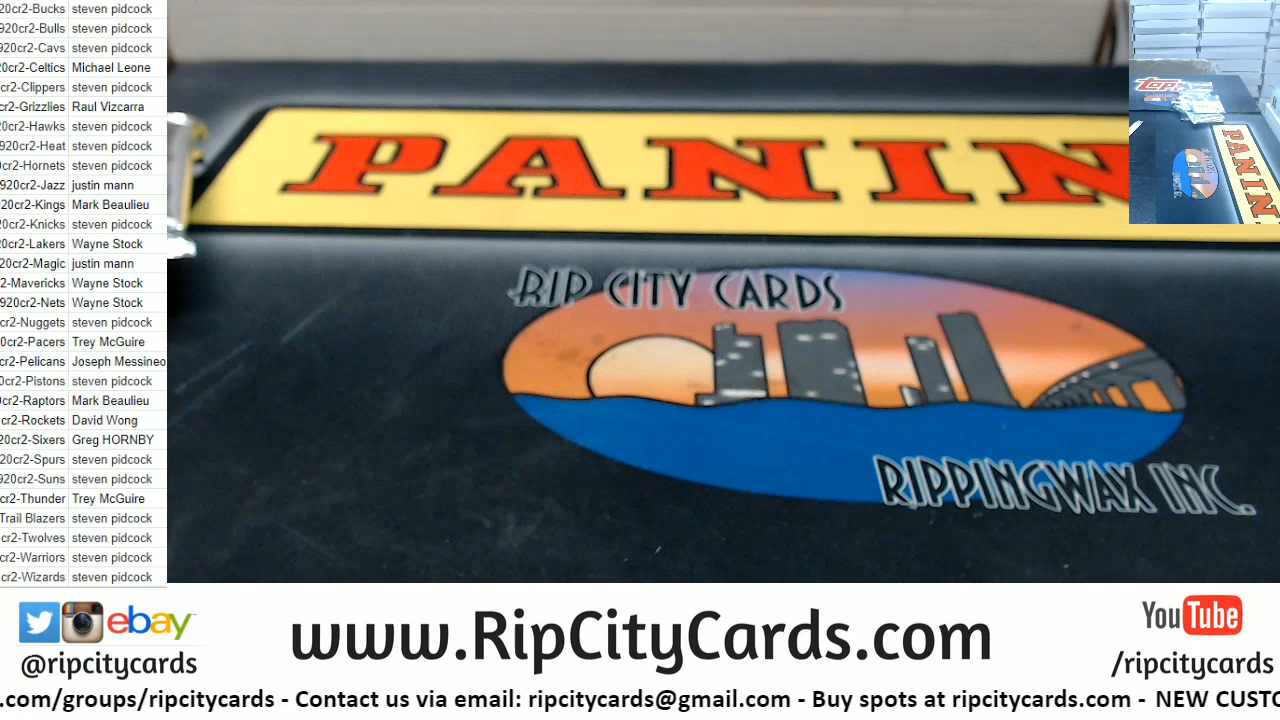 20cr2-Bucks steven pidcock
920cr2-Bulls steven pidcock
920cr2-Cavs steven pidcock
20cr2-Celtics Michael Leone
cr2-Clippers steven pidcock
cr2-Grizzlies Raul Vizcarra
20cr2-Hawks steven pidcock
920cr2-Heat steven pidcock
0cr2-Hornets steven pidcock
920cr2-Jazz justin mann
20cr2-Kings Mark Beaulieu
20cr2-Knicks steven pidcock
20cr2-Lakers Wayne Stock
20cr2-Magic justin mann
2-Mavericks Wayne Stock
920cr2-Nets Wayne Stock
cr2-Nuggets steven pidcock
0cr2-Pacers Trey McGuire
cr2-Pelicans Joseph Messineo
0cr2-Pistons steven pidcock
cr2-Raptors Mark Beaulieu
cr2-Rockets David Wong
20cr2-Sixers Greg HORNBY
20cr2-Spurs steven pidcock
920cr2-Suns steven pidcock
cr2-Thunder Trey McGuire
Trail Blazers steven pidcock
cr2-Twolves steven pidcock
cr2-Warriors steven pidcock
cr2-Wizards steven pidcock
PANIN
RIP CITY CARDS
RIPPINGWAX INC.
Topps
PANIN
ebay
@ripcitycards
www.RipCityCards.com
YouTube
/ripcitycards
.com/groups/ripcitycards - Contact us via email: ripcitycards@gmail.com - Buy spots at ripcitycards.com - NEW CUSTO